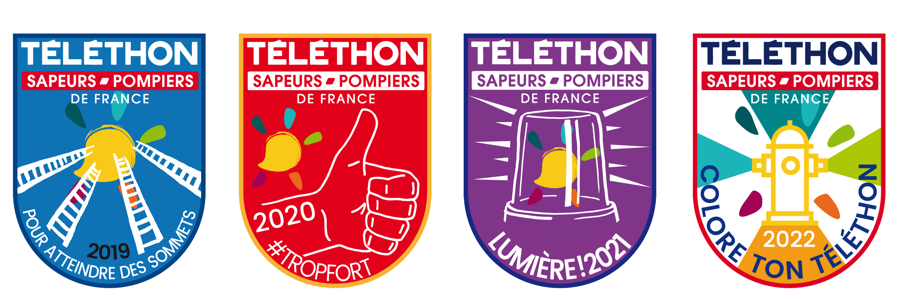 TÉLÉTHON
SAPEURS - POMPIERS
DE FRANCE
2019
POUR ATTEINDRE DES SOMMETS
TÉLÉTHON
SAPEURS - POMPIERS
DE FRANCE
2020
#TROPFORT
TÉLÉTHON
SAPEURS - POMPIERS
DE FRANCE
LUMIÈRE!2021
TÉLÉTHON
SAPEURS - POMPIERS
DE FRANCE
2022
COLORE TON TÉLÉTHON